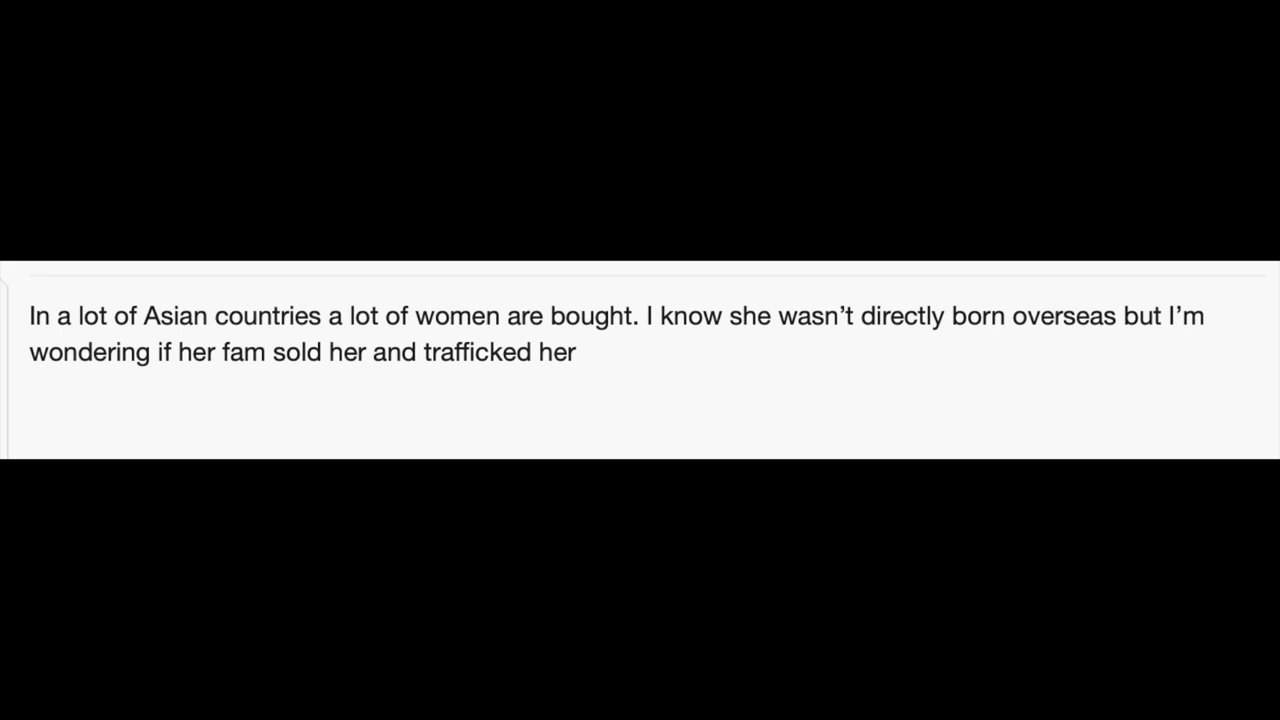 In a lot of Asian countries a lot of women are bought. I know she wasn’t directly born overseas but I’m
wondering if her fam sold her and trafficked her